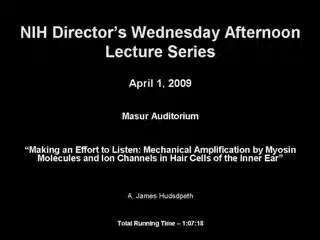 NIH Director's Wednesday Afternoon
Lecture Series
April 1, 2009
Masur Auditorium
“Making an Effort to Listen: Mechanical Amplification by Myosin
Molecules and Ion Channels in Hair Cells of the Inner Ear”
A. James Hudsdpeth
Total Running Time – 1:07:18